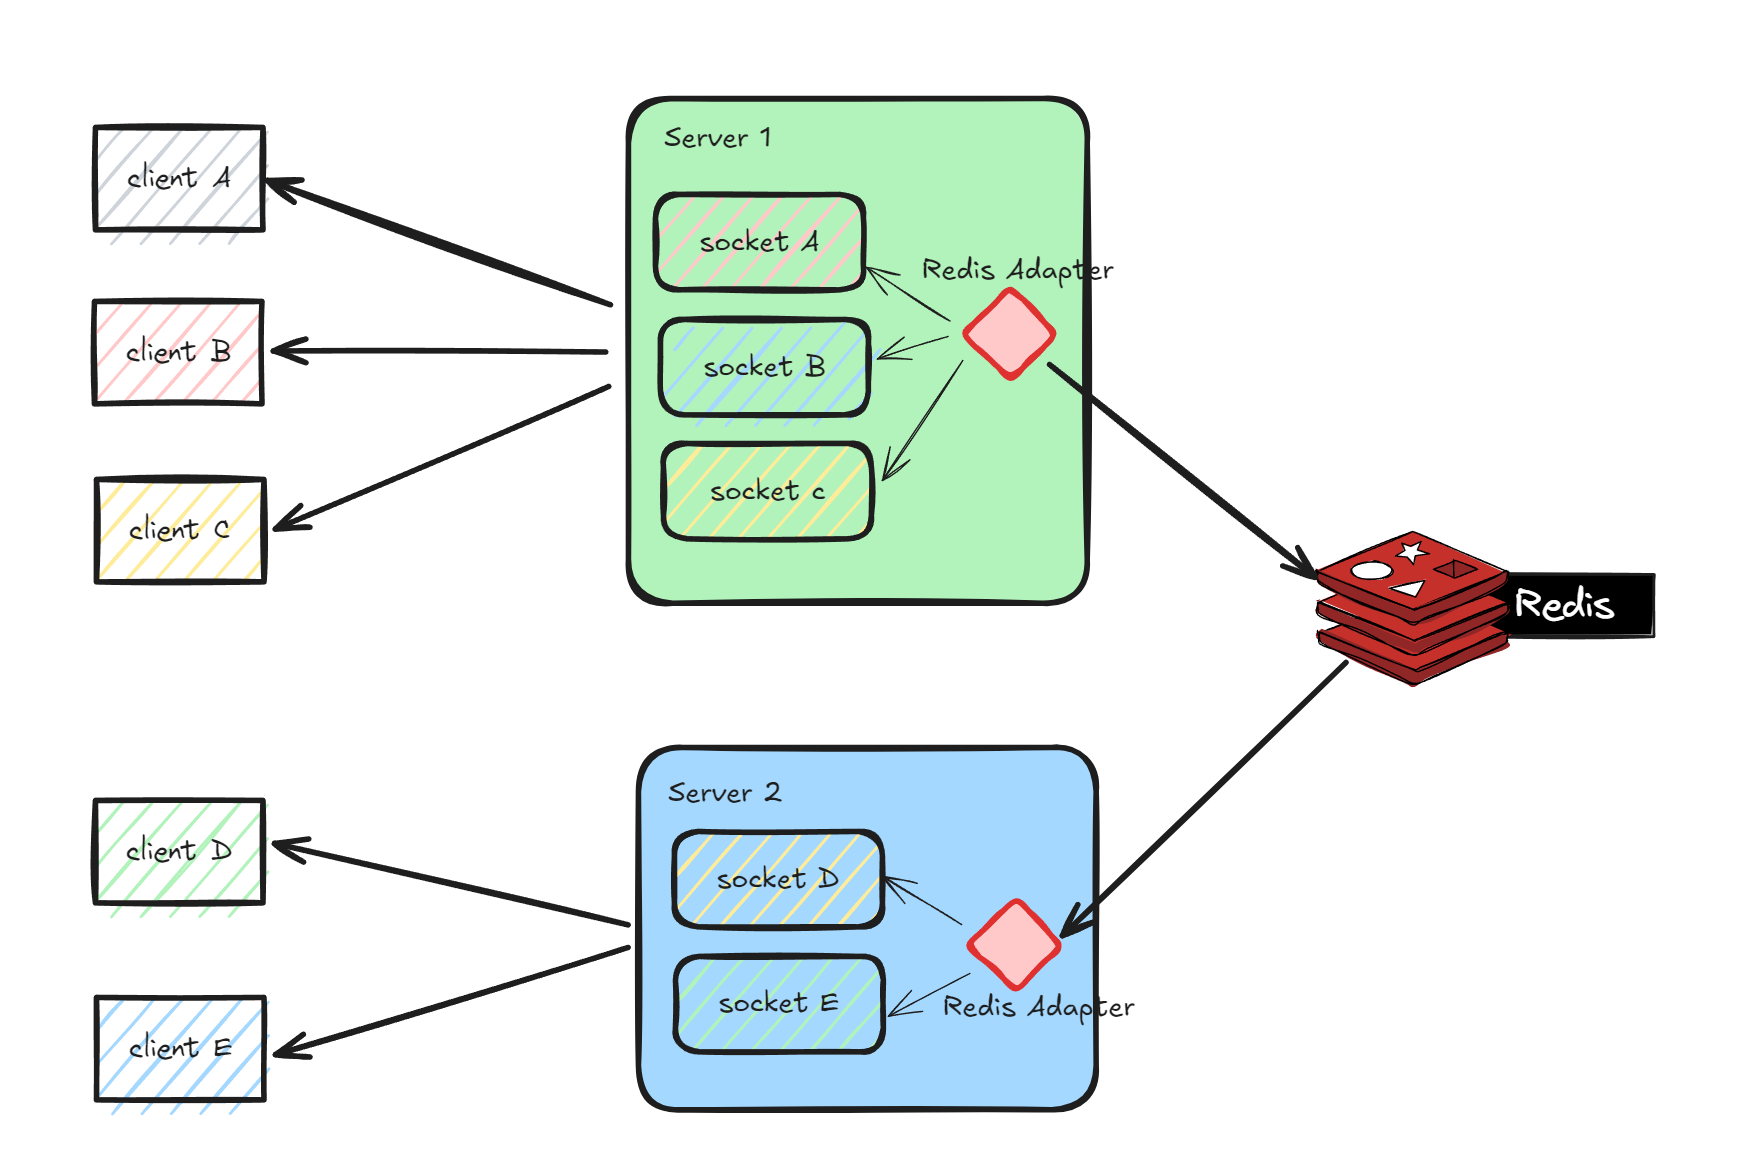 client A
client B
client C
Server 1
socket A
Redis Adapter
socket B
socket c
Redis
client D
client E
Server 2
socket D
socket E
Redis Adapter